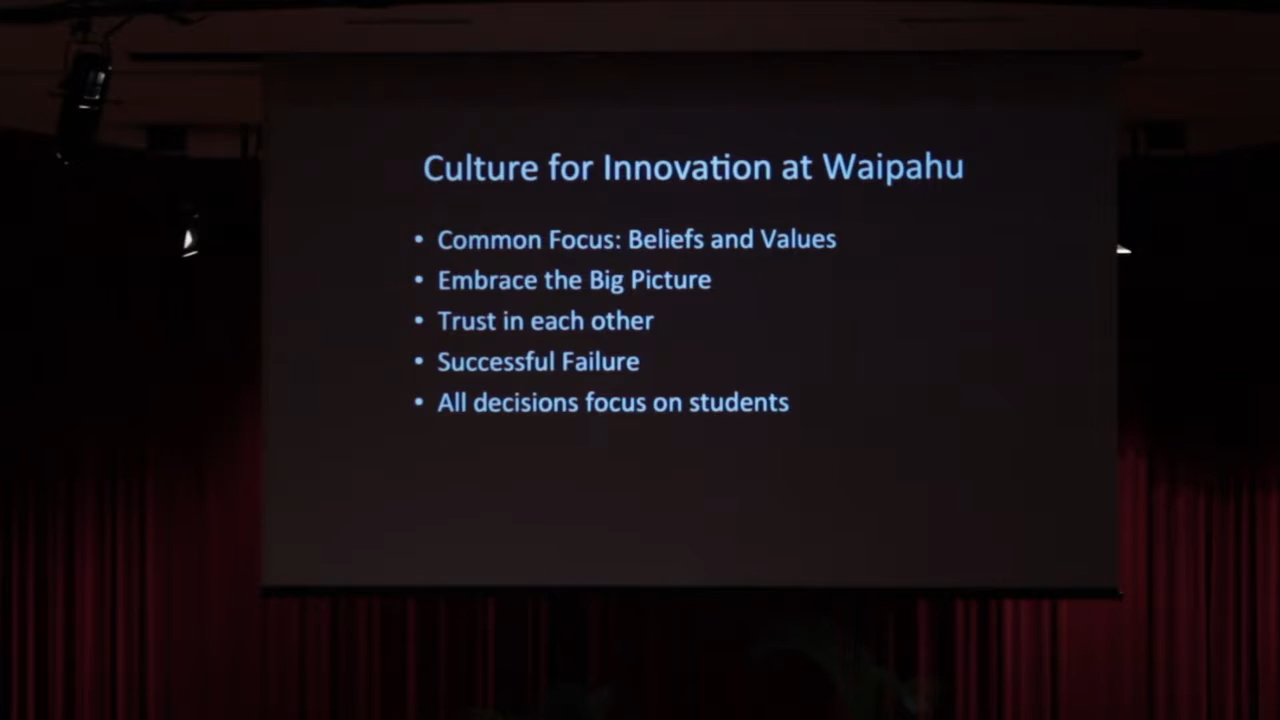 Culture for Innovation at Waipahu
• Common Focus: Beliefs and Values
• Embrace the Big Picture
• Trust in each other
• Successful Failure
• All decisions focus on students